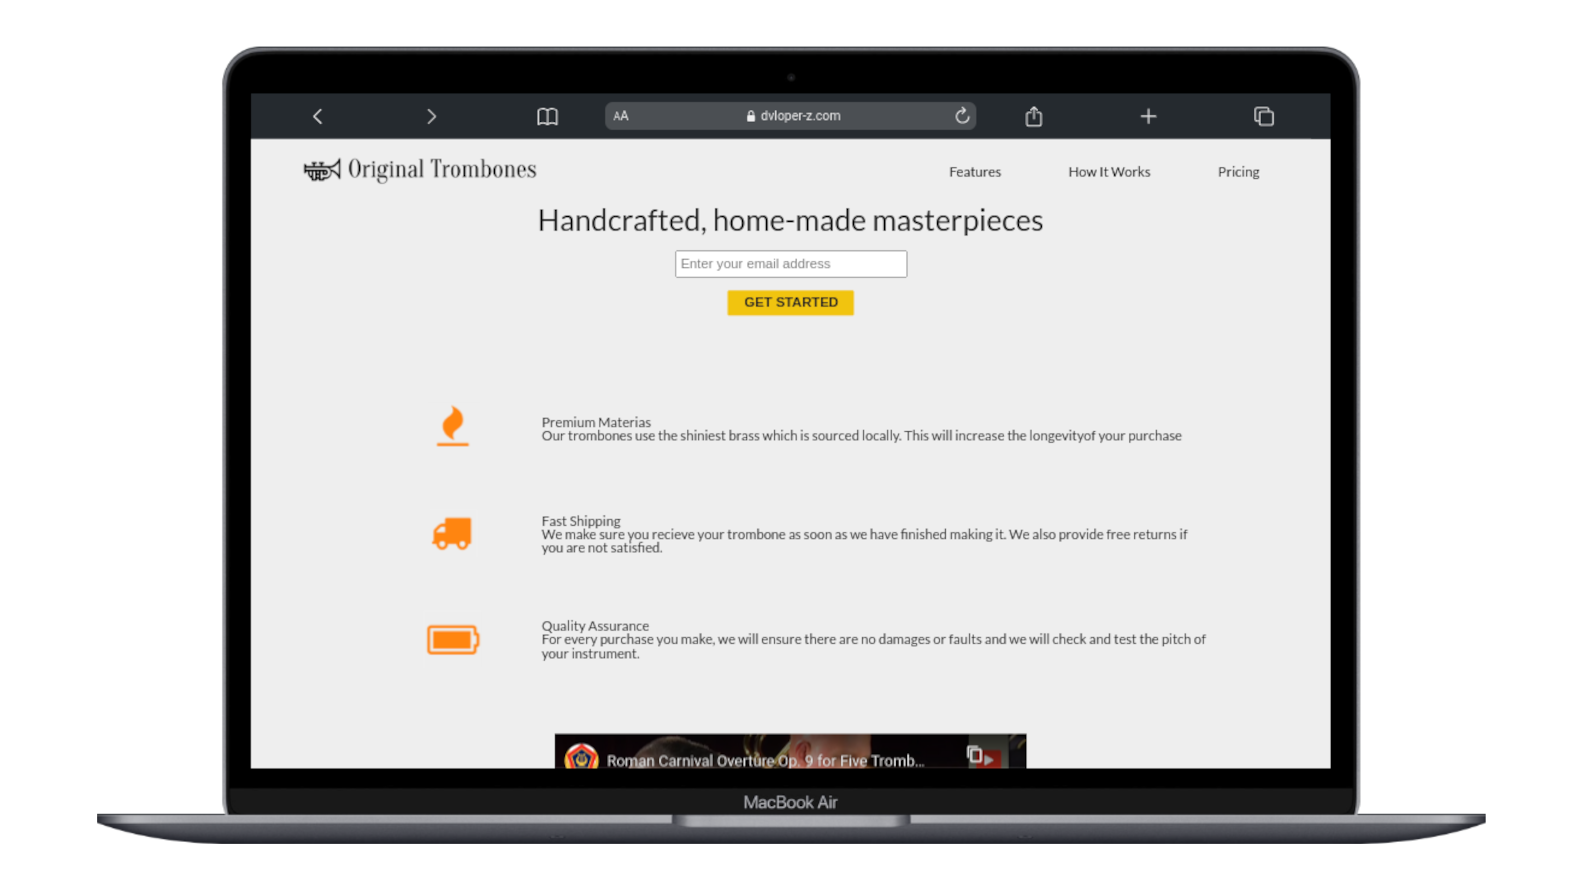 AA
dvloper-z.com
Original Trombones
Features
How It Works
Pricing
Handcrafted, home-made masterpieces
Enter your email address
GET STARTED
Premium Materias
Our trombones use the shiniest brass which is sourced locally. This will increase the longevityof your purchase
Fast Shipping
We make sure you recieve your trombone as soon as we have finished making it. We also provide free returns if
you are not satisfied.
Quality Assurance
For every purchase you make, we will ensure there are no damages or faults and we will check and test the pitch of
your instrument.
Roman Carnival Overture Op. 9 for Five Tromb...
MacBook Air